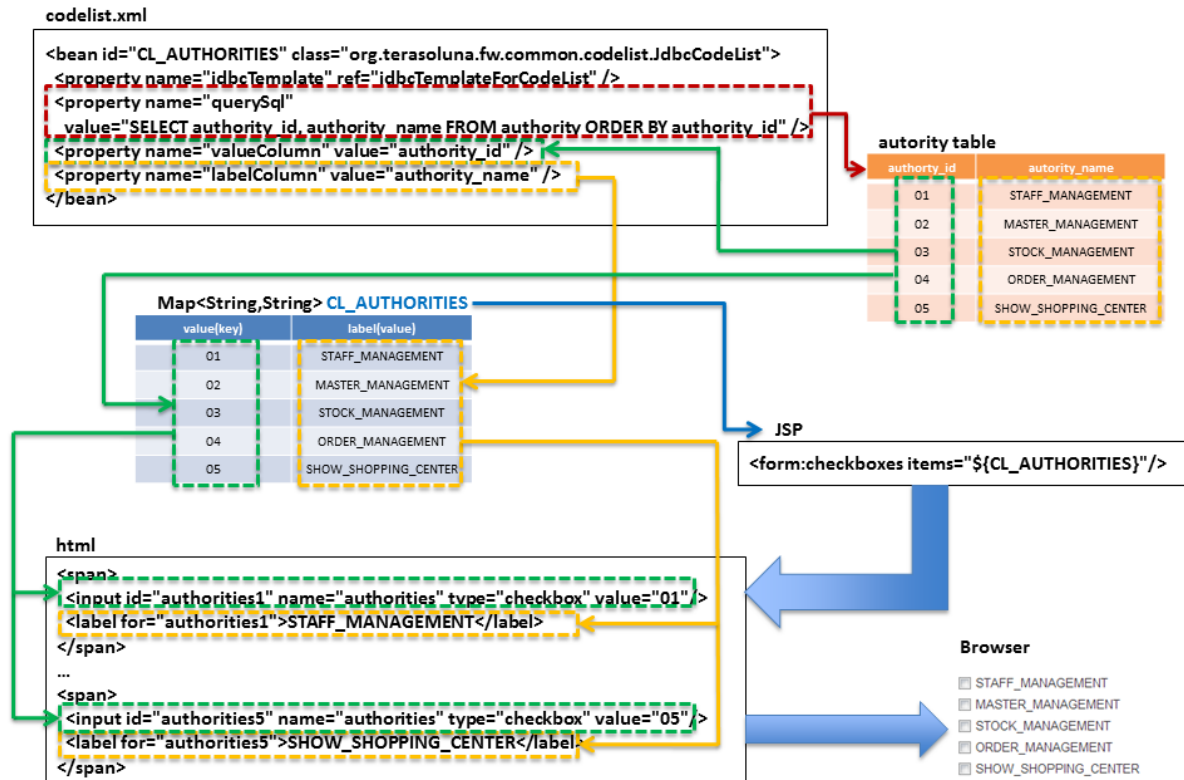 codelist.xml
<bean id="CL_AUTHORITIES" class="org.terasoluna.fw.common.codelist.JdbcCodeList">
<property name="jdbcTemplate" ref="jdbcTemplateForCodeList" />
<property name="querySql"
value="SELECT authority_id, authority_name FROM authority ORDER BY authority_id" />
<property name="valueColumn" value="authority_id" />
<property name="labelColumn" value="authority_name" />
</bean>
autority table
authorty_id autority_name
01 STAFF_MANAGEMENT
02 MASTER_MANAGEMENT
03 STOCK_MANAGEMENT
04 ORDER_MANAGEMENT
05 SHOW_SHOPPING_CENTER
Map<String,String> CL_AUTHORITIES
value(key) label(value)
01 STAFF_MANAGEMENT
02 MASTER_MANAGEMENT
03 STOCK_MANAGEMENT
04 ORDER_MANAGEMENT
05 SHOW_SHOPPING_CENTER
JSP
<form:checkboxes items="${CL_AUTHORITIES}"/>
html
<span>
<input id="authorities1" name="authorities" type="checkbox" value="01"/>
<label for="authorities1">STAFF_MANAGEMENT</label>
</span>
...
<span>
<input id="authorities5" name="authorities" type="checkbox" value="05"/>
<label for="authorities5">SHOW_SHOPPING_CENTER</label>
</span>
Browser
STAFF_MANAGEMENT
MASTER_MANAGEMENT
STOCK_MANAGEMENT
ORDER_MANAGEMENT
SHOW_SHOPPING_CENTER